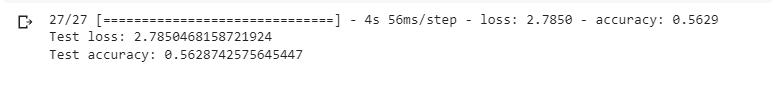 27/27 [==============================] - 4s 56ms/step - loss: 2.7850 - accuracy: 0.5629
Test loss: 2.7850468158721924
Test accuracy: 0.5628742575645447